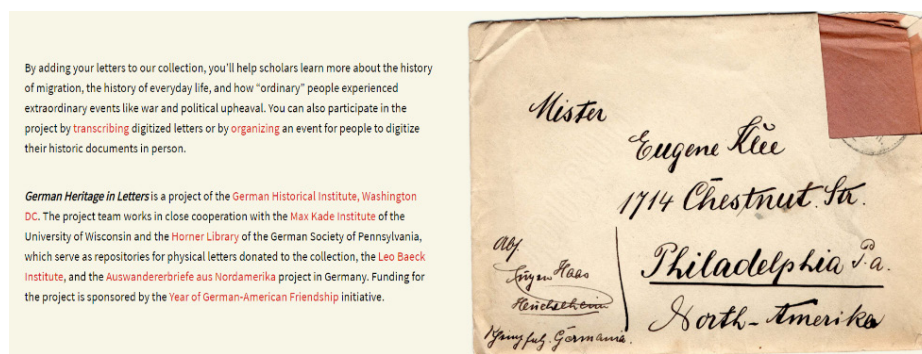 By adding your letters to our collection, you'll help scholars learn more about the history
of migration, the history of everyday life, and how “ordinary” people experienced
extraordinary events like war and political upheaval. You can also participate in the
project by transcribing digitized letters or by organizing an event for people to digitize
their historic documents in person.
German Heritage in Letters is a project of the German Historical Institute, Washington
DC. The project team works in close cooperation with the Max Kade Institute of the
University of Wisconsin and the Horner Library of the German Society of Pennsylvania,
which serve as repositories for physical letters donated to the collection, the Leo Baeck
Institute, and the Auswandererbriefe aus Nordamerika project in Germany. Funding for
the project is sponsored by the Year of German-American Friendship initiative.
Mister
Eugene Klee
1714 Chestnut. Str.
Philadelphia P.a.
North-Amerika
Abs.
Eugen Haas
Heuchelheim
Germania.